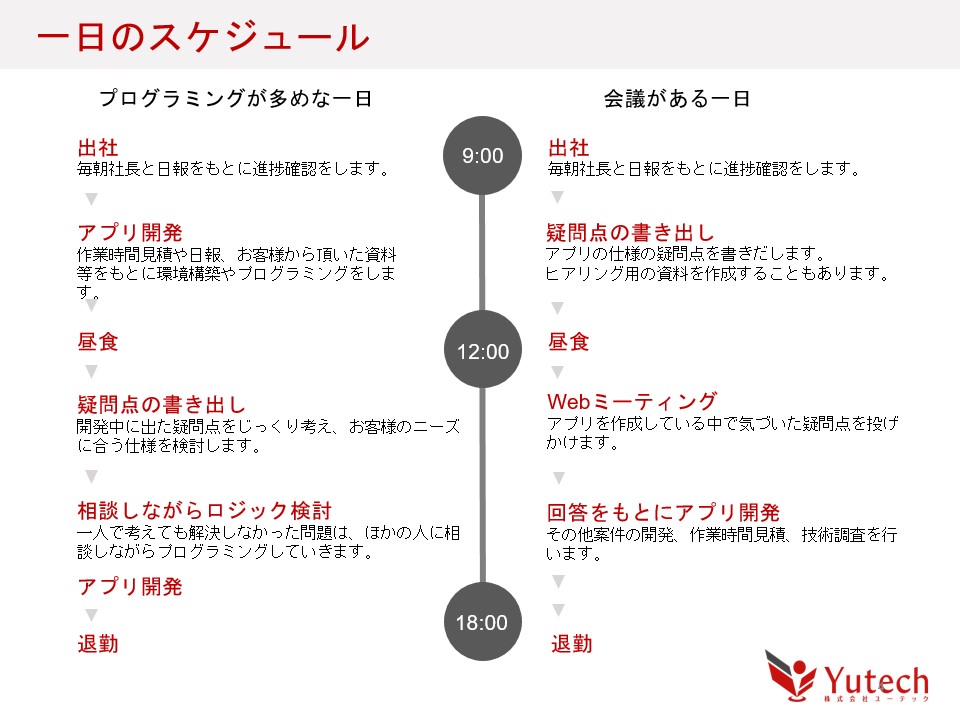 一日のスケジュール
プログラミングが多めな一日
出社
毎朝社長と日報をもとに進捗確認をします。
アプリ開発
作業時間見積や日報、お客様から頂いた資料
等をもとに環境構築やプログラミングをしま
す。
昼食
疑問点の書き出し
開発中に出た疑問点をじっくり考え、お客様のニーズ
に合う仕様を検討します。
相談しながらロジック検討
一人で考えても解決しなかった問題は、ほかの人に相
談しながらプログラミングしていきます。
アプリ開発
退勤
9:00
12:00
18:00
会議がある一日
出社
毎朝社長と日報をもとに進捗確認をします。
疑問点の書き出し
アプリの仕様の疑問点を書きだします。
ヒアリング用の資料を作成することもあります。
昼食
Webミーティング
アプリを作成している中で気づいた疑問点を投げ
かけます。
回答をもとにアプリ開発
その他案件の開発、作業時間見積、技術調査を行
います。
退勤
Yutech
株式会社ユーテック